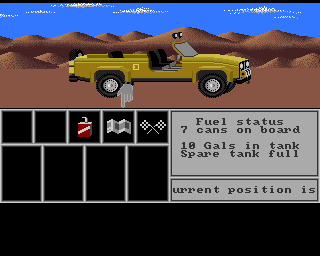 Fuel status
7 cans on board
10 Gals in tank
Spare tank full
urrent position is